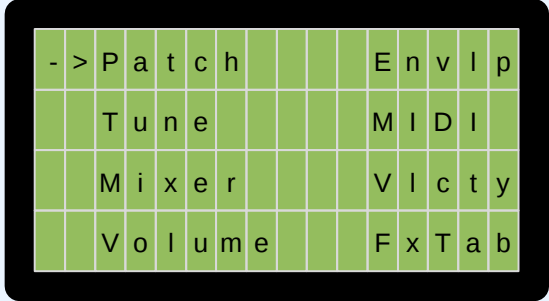 ->Patch Envlp
Tune MIDI
Mixer Vlcty
Volume FxTab